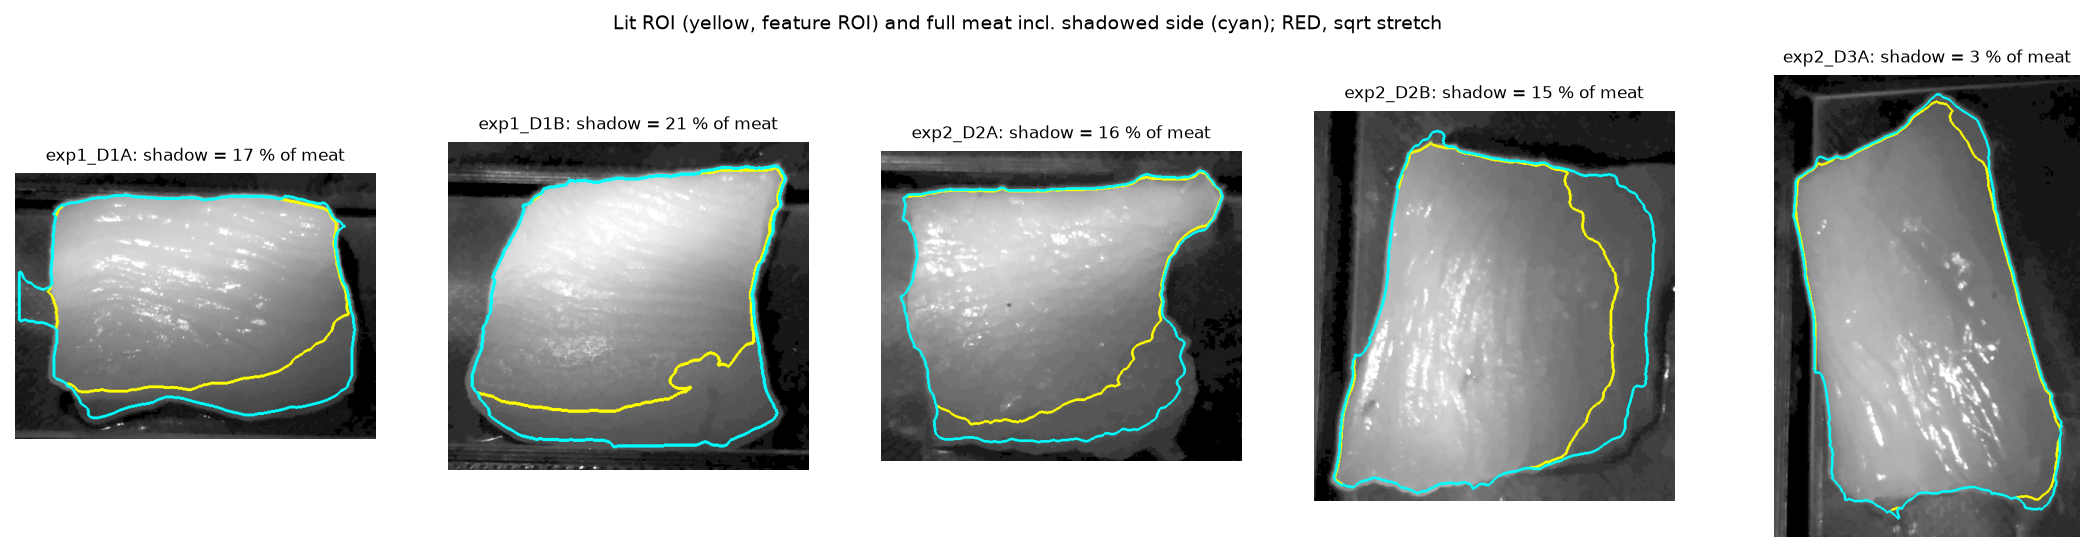 Lit ROI (yellow, feature ROI) and full meat incl. shadowed side (cyan); RED, sqrt stretch
exp1_D1A: shadow = 17 % of meat
exp1_D1B: shadow = 21 % of meat
exp2_D2A: shadow = 16 % of meat
exp2_D2B: shadow = 15 % of meat
exp2_D3A: shadow = 3 % of meat